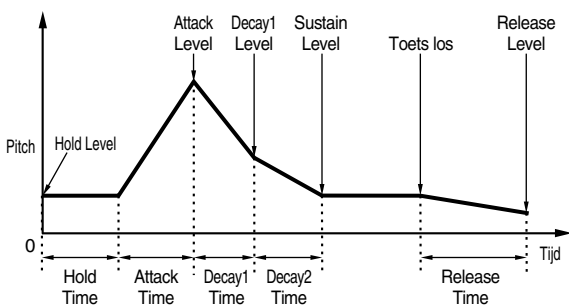 Attack Level
Decay1 Level
Sustain Level
Toets los
Release Level
Pitch
Hold Level
0
Tijd
Hold Time
Attack Time
Decay1 Time
Decay2 Time
Release Time